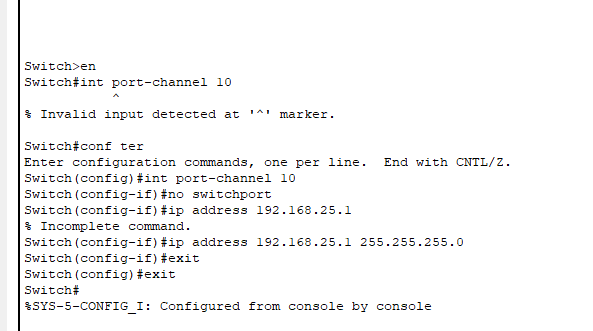 Switch>en
Switch#int port-channel 10
^
% Invalid input detected at '^' marker.
Switch#conf ter
Enter configuration commands, one per line.  End with CNTL/Z.
Switch(config)#int port-channel 10
Switch(config-if)#no switchport
Switch(config-if)#ip address 192.168.25.1
% Incomplete command.
Switch(config-if)#ip address 192.168.25.1 255.255.255.0
Switch(config-if)#exit
Switch(config)#exit
Switch#
%SYS-5-CONFIG_I: Configured from console by console